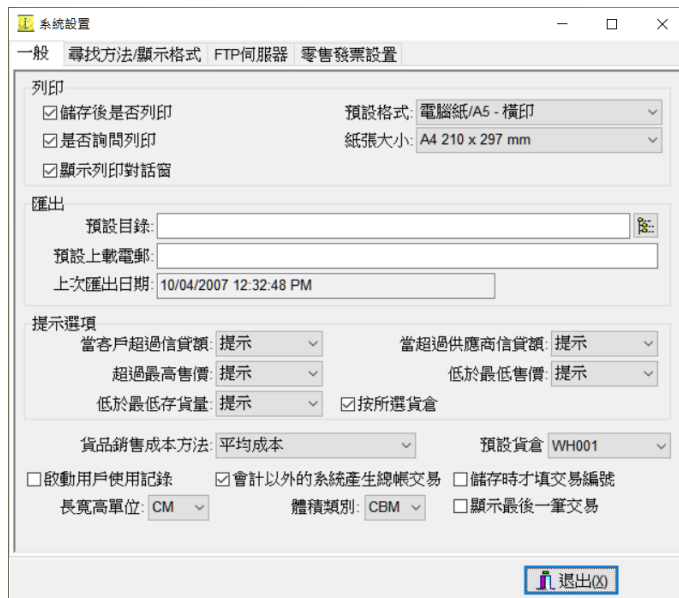 系統設置
一般 尋找方法/顯示格式 FTP伺服器 零售發票設置
列印
儲存後是否列印 預設格式: 電腦紙/A5 - 橫印
是否詢問列印 紙張大小: A4 210 x 297 mm
顯示列印對話窗
匯出
預設目錄:
預設上載電郵:
上次匯出日期: 10/04/2007 12:32:48 PM
提示選項
當客戶超過信貸額: 提示 當超過供應商信貸額: 提示
超過最高售價: 提示 低於最低售價: 提示
低於最低存貨量: 提示 按所選貨倉
貨品銷售成本方法: 平均成本 預設貨倉 WH001
啟動用戶使用記錄 會計以外的系統產生總帳交易 儲存時才填交易編號
長寬高單位: CM 體積類別: CBM 顯示最後一筆交易
退出(X)